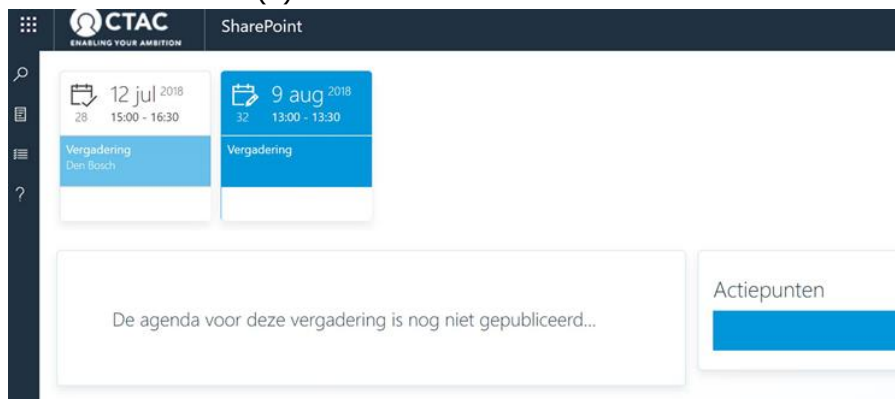 CTAC
ENABLING YOUR AMBITION
SharePoint
12 jul 2018
28 15:00 - 16:30
Vergadering
Den Bosch
9 aug 2018
32 13:00 - 13:30
Vergadering
?
De agenda voor deze vergadering is nog niet gepubliceerd...
Actiepunten